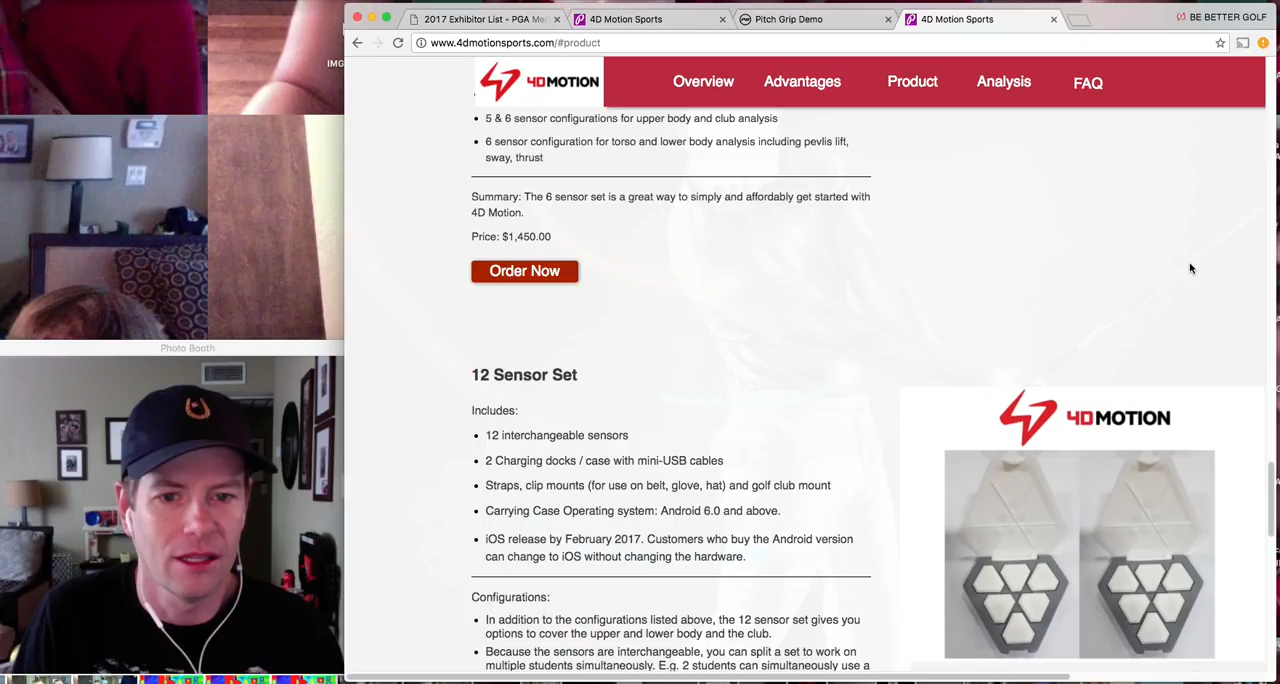 2017 Exhibitor List - PGA Mer
4D Motion Sports
Pitch Grip Demo
4D Motion Sports
BE BETTER GOLF
www.4dmotionsports.com/#product
IMG
4DMOTION
Overview
Advantages
Product
Analysis
FAQ
5 & 6 sensor configurations for upper body and club analysis
6 sensor configuration for torso and lower body analysis including pevlis lift,
sway, thrust
Summary: The 6 sensor set is a great way to simply and affordably get started with
4D Motion.
Price: $1,450.00
Order Now
Photo Booth
12 Sensor Set
Includes:
12 interchangeable sensors
2 Charging docks / case with mini-USB cables
Straps, clip mounts (for use on belt, glove, hat) and golf club mount
Carrying Case Operating system: Android 6.0 and above.
iOS release by February 2017. Customers who buy the Android version
can change to iOS without changing the hardware.
4DMOTION
Configurations:
In addition to the configurations listed above, the 12 sensor set gives you
options to cover the upper and lower body and the club.
Because the sensors are interchangeable, you can split a set to work on
multiple students simultaneously. E.g. 2 students can simultaneously use a